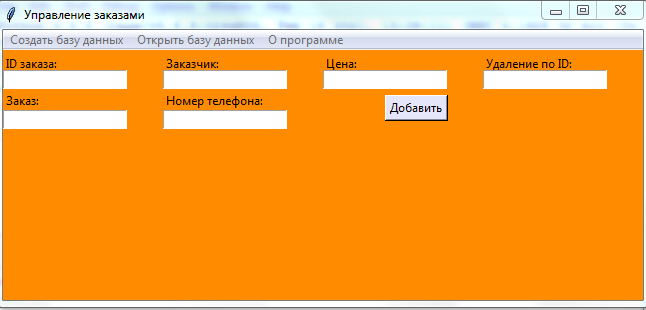 Управление заказами
Создать базу данных Открыть базу данных О программе
ID заказа: Заказчик: Цена: Удаление по ID:
Заказ: Номер телефона: Добавить